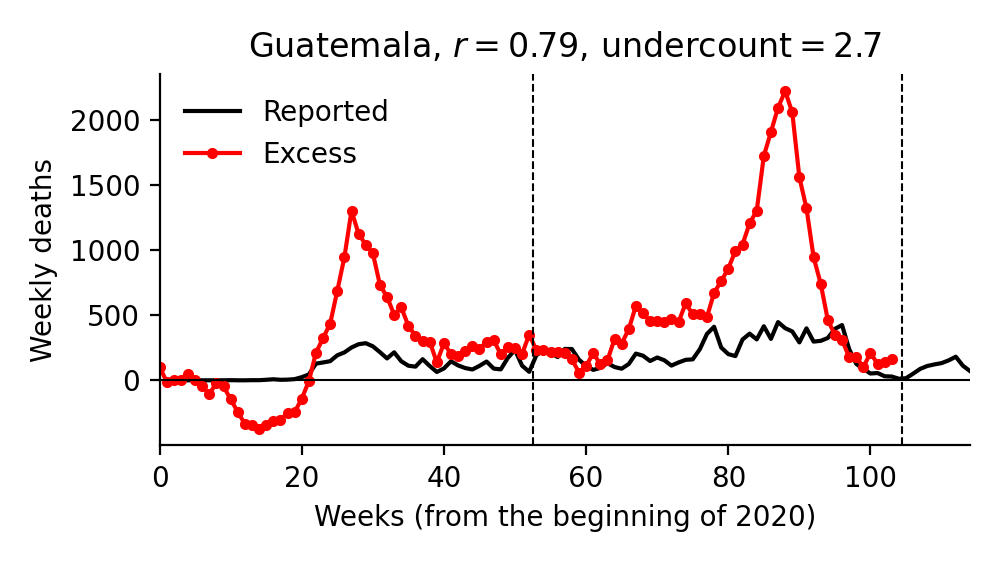 Guatemala, r = 0.79, undercount = 2.7
Reported
Excess
Weekly deaths
2000
1500
1000
500
0
0 20 40 60 80 100
Weeks (from the beginning of 2020)